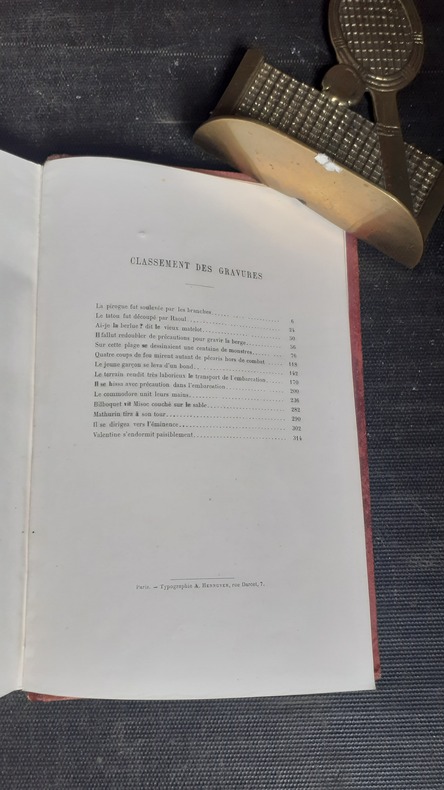 CLASSEMENT DES GRAVURES
La pirogue fut soulevée par les branches 6
Le tatou fut découpé par Raoul 24
Ai-je la berlue? dit le vieux matelot 39
Il fallut redoubler de précautions pour gravir la berge 56
Sur cette plage se dessinaient une centaine de monstres 76
Quatre coups de feu mirent autant de pécaris hors de combat 118
Le jeune garçon se leva d'un bond 142
Le terrain rendit très laborieux le transport de l'embarcation 170
Il se hissa avec précaution dans l'embarcation 200
Le commodore unit leurs mains 236
Bilboquet vit Misoc couché sur le sable 282
Mathurin tira à son tour 290
Il se dirigea vers l'éminence 302
Valentine s'endormit paisiblement 314
Paris. — Typographie A. HENNUYER, rue Darcet, 7.